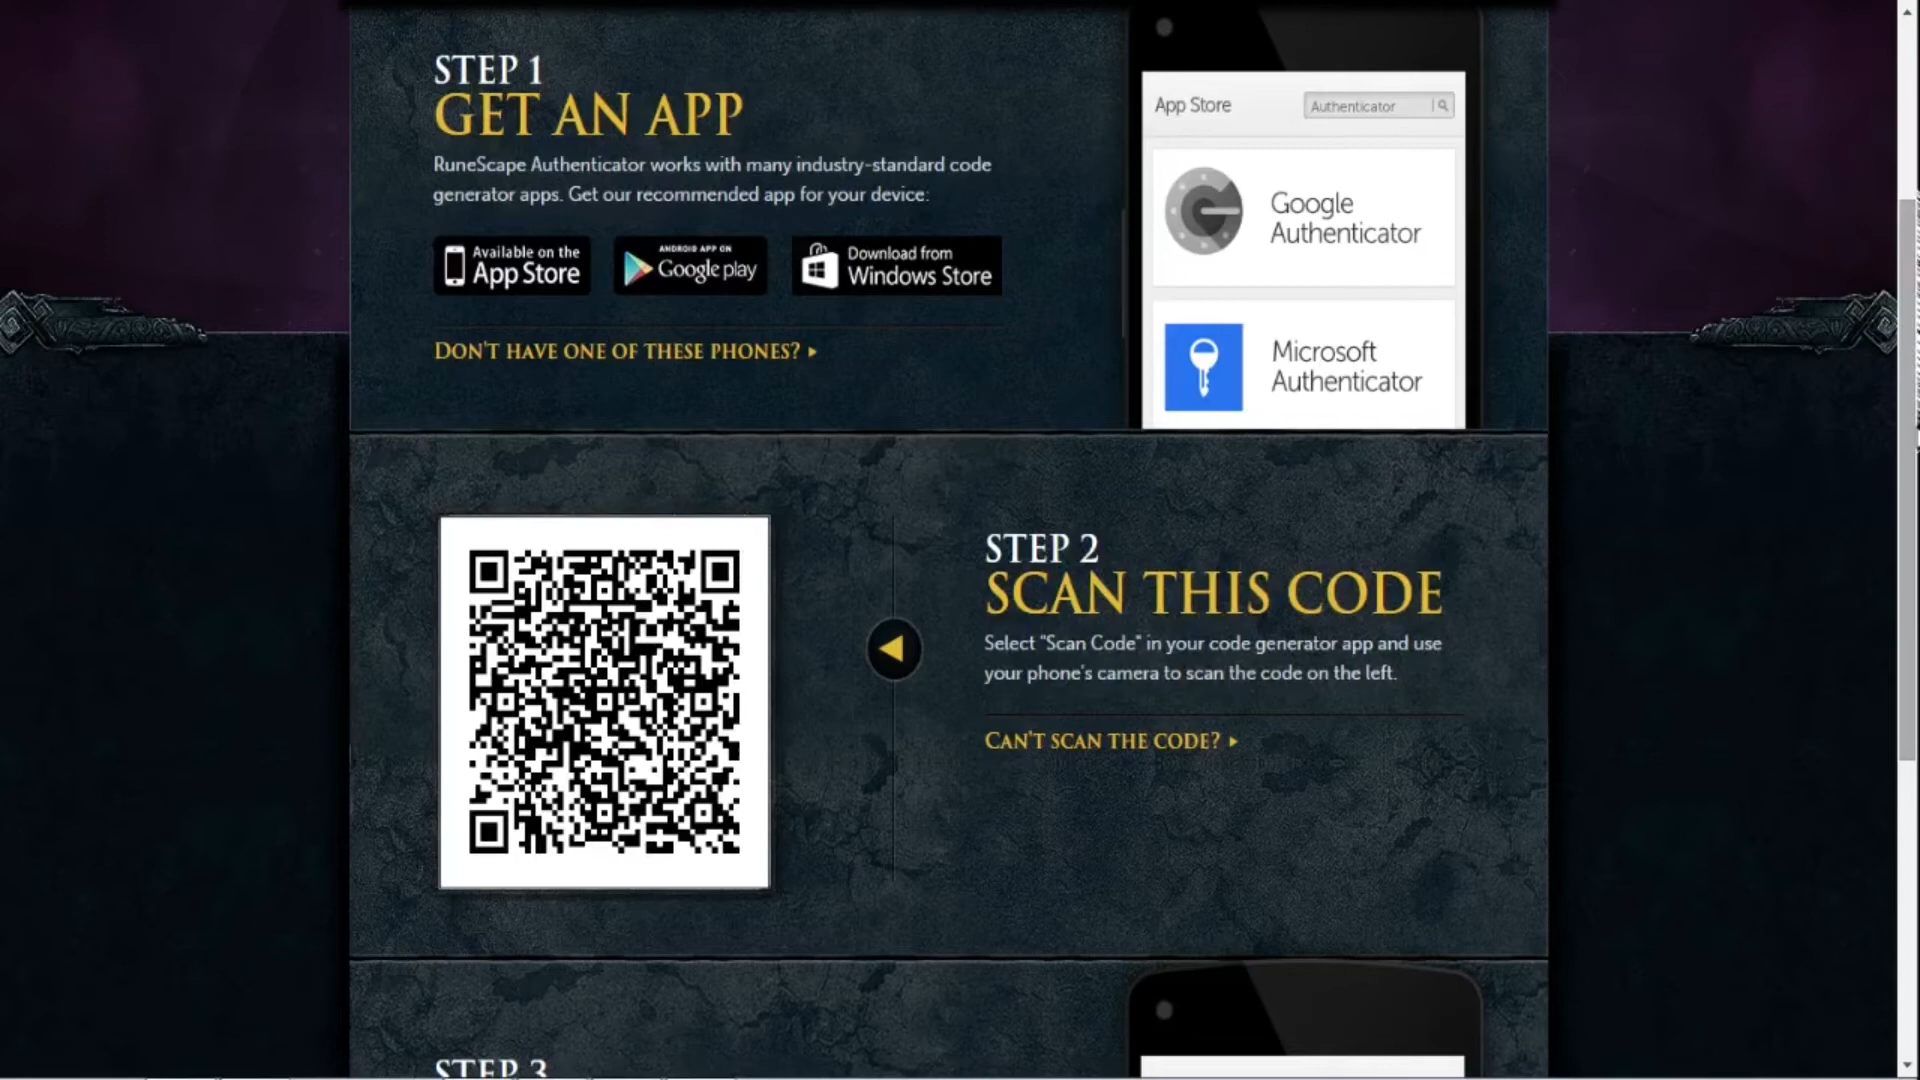 STEP 1
GET AN APP
RuneScape Authenticator works with many industry-standard code
generator apps. Get our recommended app for your device:
Available on the
App Store
ANDROID APP ON
Google play
Download from
Windows Store
DON'T HAVE ONE OF THESE PHONES?
App Store
Authenticator
Google
Authenticator
Microsoft
Authenticator
STEP 2
SCAN THIS CODE
Select "Scan Code" in your code generator app and use
your phone's camera to scan the code on the left.
CAN'T SCAN THE CODE?
STEP 3